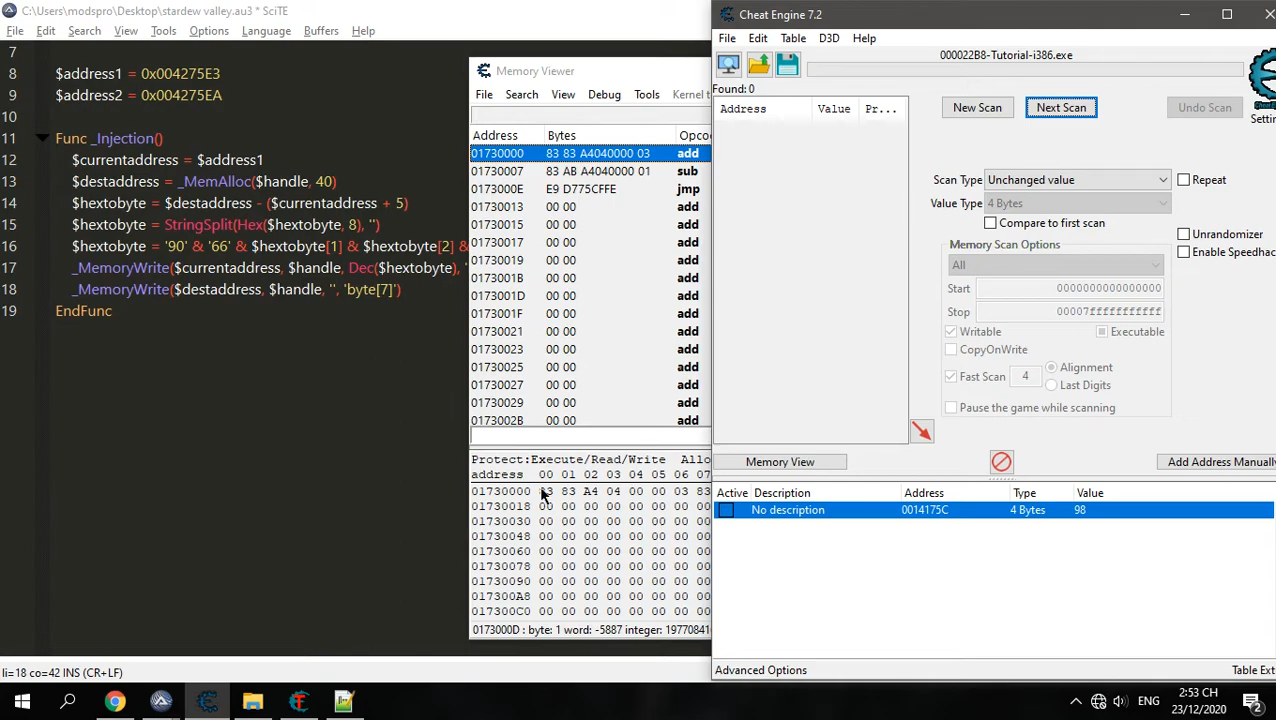 C:\Users\modspro\Desktop\stardew valley.au3 * SciTE
File Edit Search View Tools Options Language Buffers Help
7
8 $address1 = 0x004275E3
9 $address2 = 0x004275EA
10
11 Func _Injection()
12 $currentaddress = $address1
13 $destaddress = _MemAlloc($handle, 40)
14 $hextobyte = $destaddress - ($currentaddress + 5)
15 $hextobyte = StringSplit(Hex($hextobyte, 8), '')
16 $hextobyte = '90' & '66' & $hextobyte[1] & $hextobyte[2] &
17 _MemoryWrite($currentaddress, $handle, Dec($hextobyte), '
18 _MemoryWrite($destaddress, $handle, '', 'byte[7]')
19 EndFunc
li=18 co=42 INS (CR+LF)
Memory Viewer
File Search View Debug Tools Kernel t
Address Bytes Opco
01730000 83 83 A4040000 03 add
01730007 83 AB A4040000 01 sub
0173000E E9 D775CFFE jmp
01730013 00 00 add
01730015 00 00 add
01730017 00 00 add
01730019 00 00 add
0173001B 00 00 add
0173001D 00 00 add
0173001F 00 00 add
01730021 00 00 add
01730023 00 00 add
01730025 00 00 add
01730027 00 00 add
01730029 00 00 add
0173002B 00 00 add
Protect:Execute/Read/Write Allo
address 00 01 02 03 04 05 06 07
01730000 83 83 A4 04 00 00 03 83
01730018 00 00 00 00 00 00 00 00
01730030 00 00 00 00 00 00 00 00
01730048 00 00 00 00 00 00 00 00
01730060 00 00 00 00 00 00 00 00
01730078 00 00 00 00 00 00 00 00
01730090 00 00 00 00 00 00 00 00
017300A8 00 00 00 00 00 00 00 00
017300C0 00 00 00 00 00 00 00 00
0173000D : byte: 1 word: -5887 integer: 19770841
Cheat Engine 7.2
File Edit Table D3D Help
000022B8-Tutorial-i386.exe
Found: 0
Address Value Pr...
New Scan Next Scan Undo Scan
Settin
Scan Type Unchanged value Repeat
Value Type 4 Bytes
Compare to first scan
Memory Scan Options
All
Unrandomizer
Enable Speedhac
Start 0000000000000000
Stop 00007fffffffffff
Writable Executable
CopyOnWrite
Fast Scan 4 Alignment
Last Digits
Pause the game while scanning
Memory View Add Address Manuall
Active Description Address Type Value
No description 0014175C 4 Bytes 98
Advanced Options Table Ext
ENG 2:53 CH
23/12/2020
2